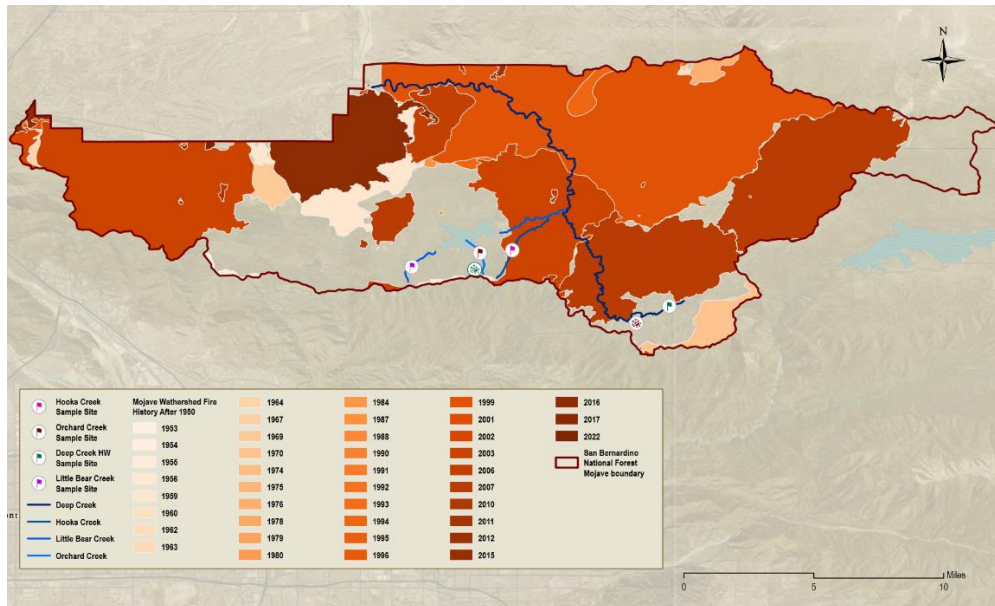 N
Hooks Creek
Sample Site
Orchard Creek
Sample Site
Deep Creek HW
Sample Site
Little Bear Creek
Sample Site
Deep Creek
Hooks Creek
Little Bear Creek
Orchard Creek
Mojave Wathershed Fire
History After 1950
1953
1954
1955
1956
1959
1960
1962
1963
1964
1967
1969
1970
1974
1975
1976
1978
1979
1980
1984
1987
1988
1990
1991
1992
1993
1994
1995
1996
1999
2001
2002
2003
2006
2007
2010
2011
2012
2015
2016
2017
2022
San Bernardino
National Forest
Mojave boundary
ont
Miles
0
5
10